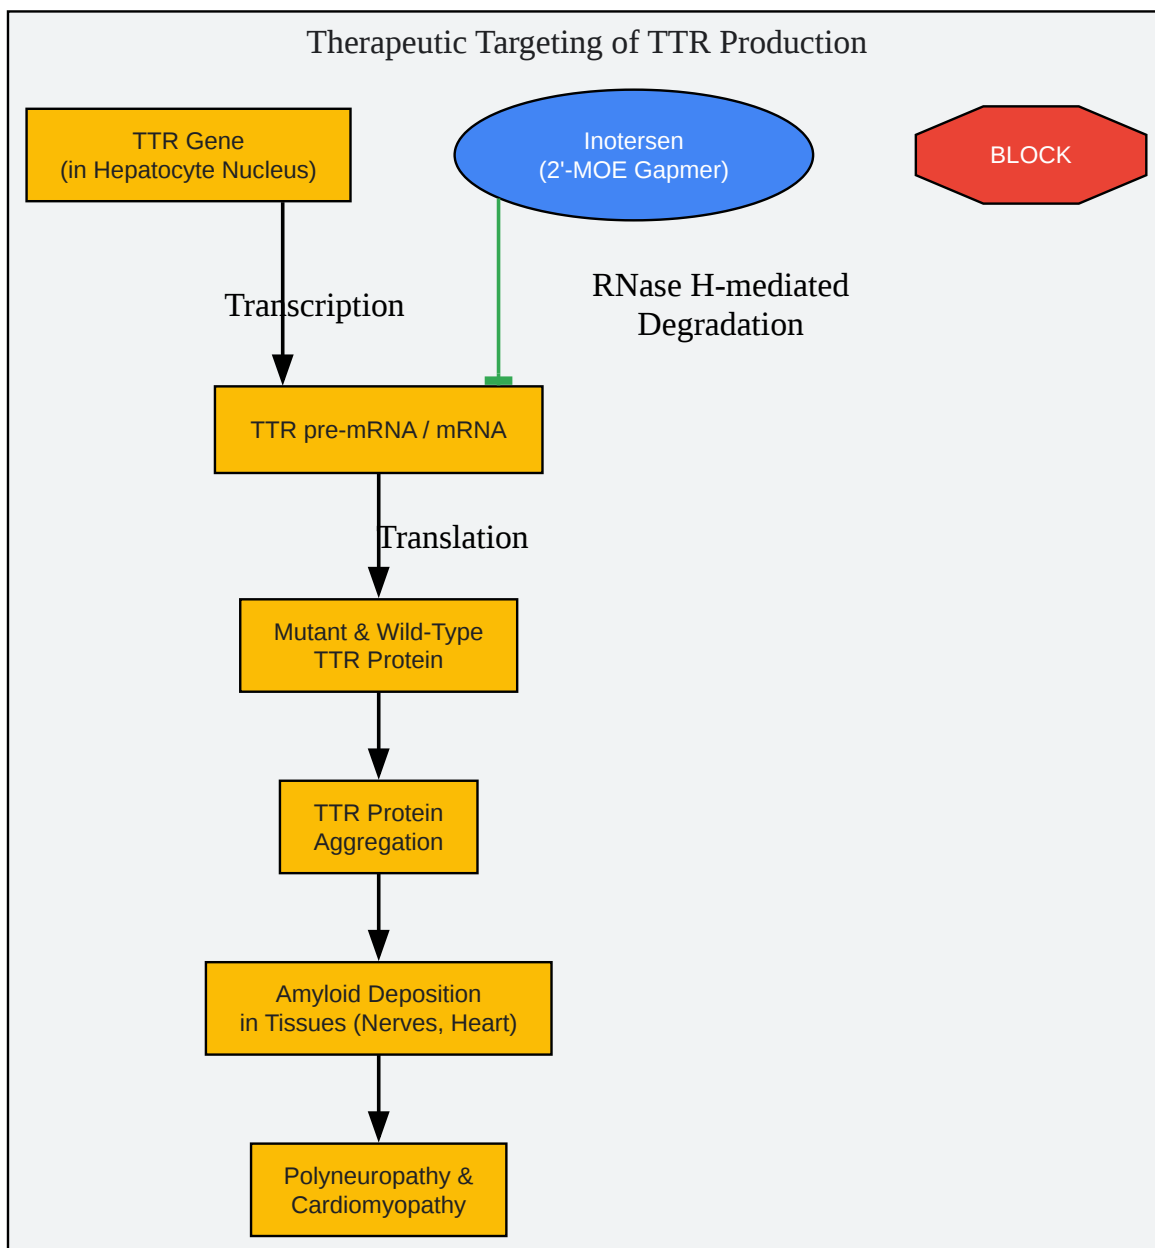 Therapeutic Targeting of TTR Production
TTR Gene
(in Hepatocyte Nucleus)
Inotersen
(2'-MOE Gapmer)
BLOCK
Transcription
RNase H-mediated
Degradation
TTR pre-mRNA / mRNA
Translation
Mutant & Wild-Type
TTR Protein
TTR Protein
Aggregation
Amyloid Deposition
in Tissues (Nerves, Heart)
Polyneuropathy &
Cardiomyopathy